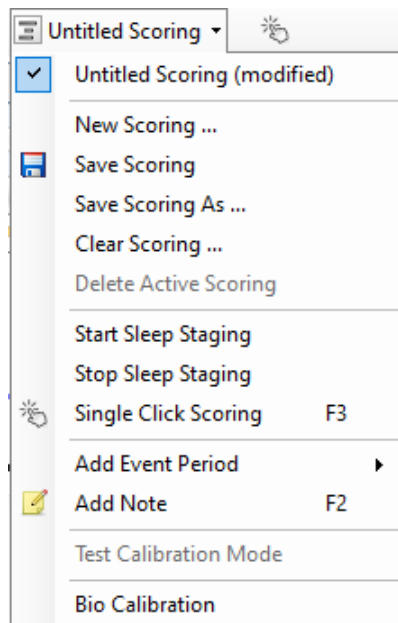 Untitled Scoring
Untitled Scoring (modified)
New Scoring ...
Save Scoring
Save Scoring As ...
Clear Scoring ...
Delete Active Scoring
Start Sleep Staging
Stop Sleep Staging
Single Click Scoring F3
Add Event Period
Add Note F2
Test Calibration Mode
Bio Calibration